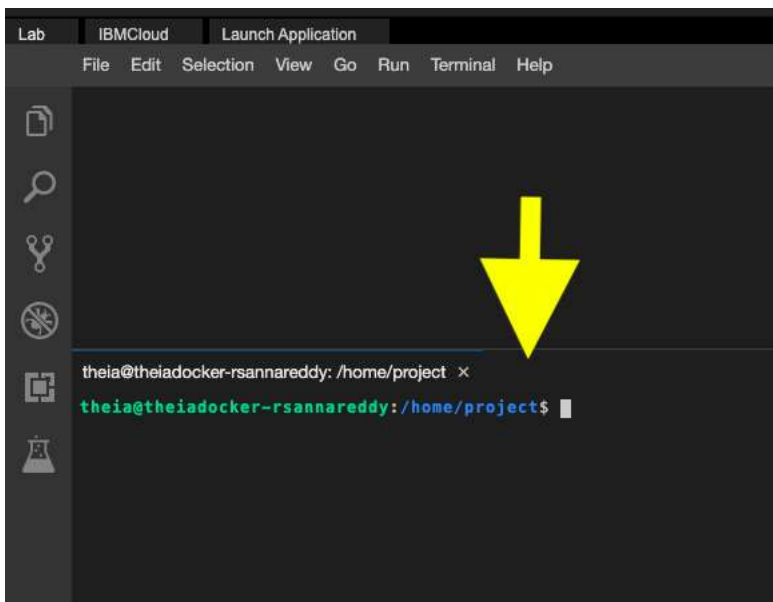 Lab IBMCloud Launch Application
File Edit Selection View Go Run Terminal Help
theia@theiadocker-rsannareddy: /home/project ×
theia@theiadocker-rsannareddy:/home/project$